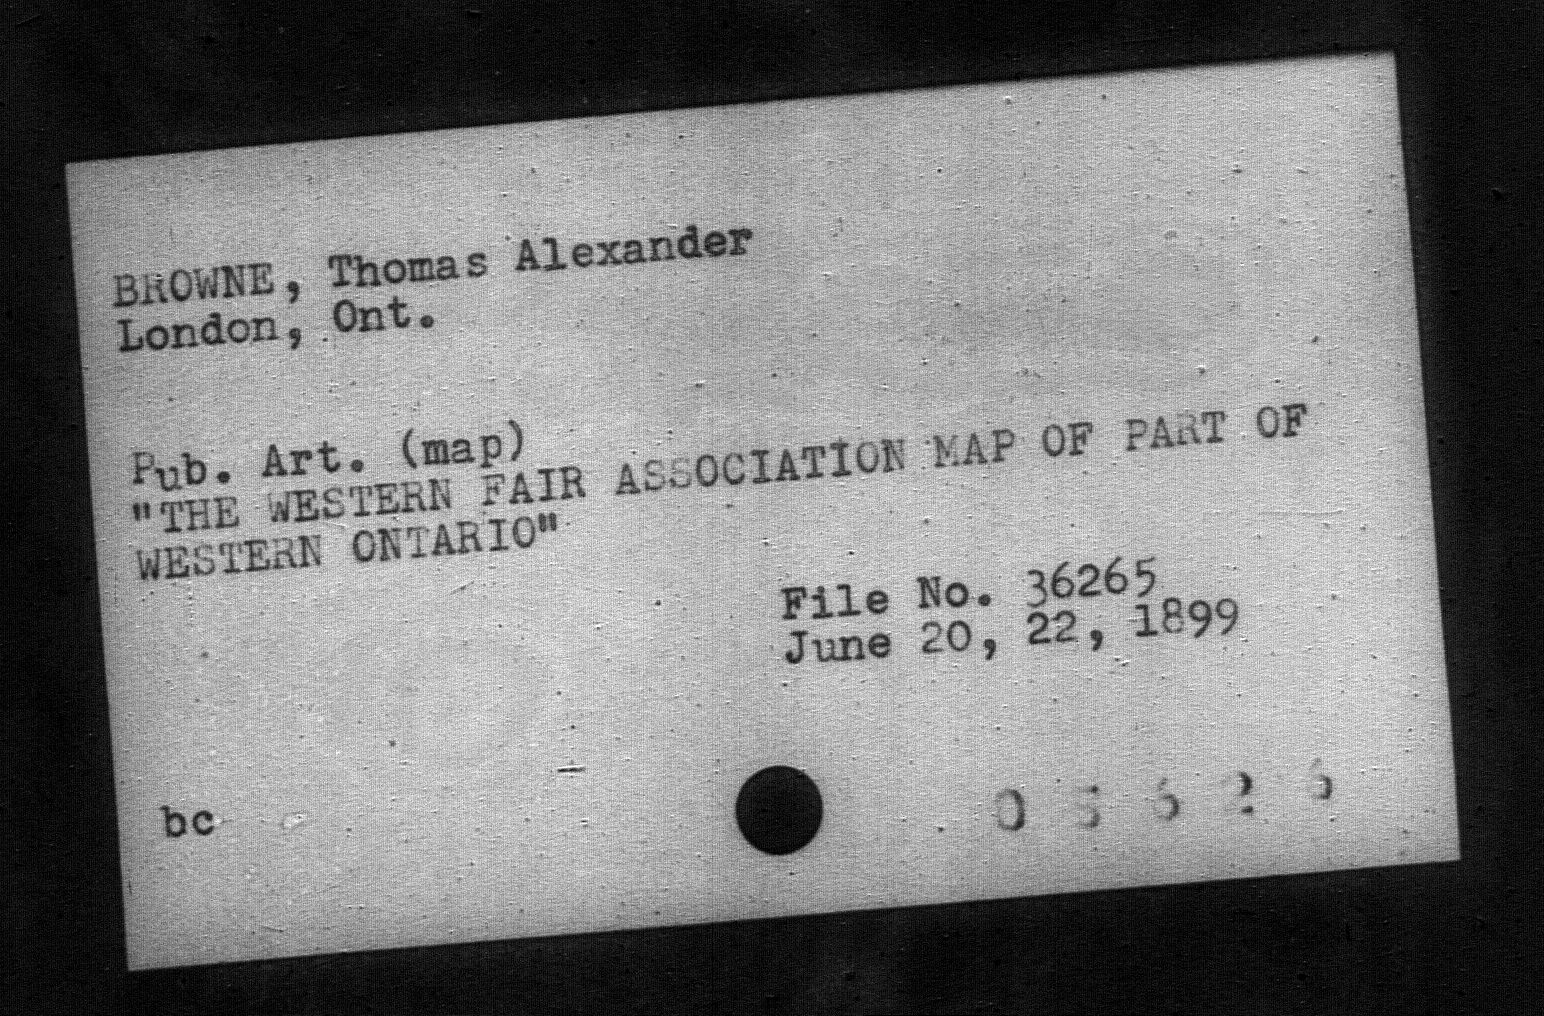 BROWNE, Thomas Alexander
London, Ont.
Pub. Art. (map)
"THE WESTERN FAIR ASSOCIATION MAP OF PART OF
WESTERN ONTARIO"
File No. 36265
June 20, 22, 1899
bc